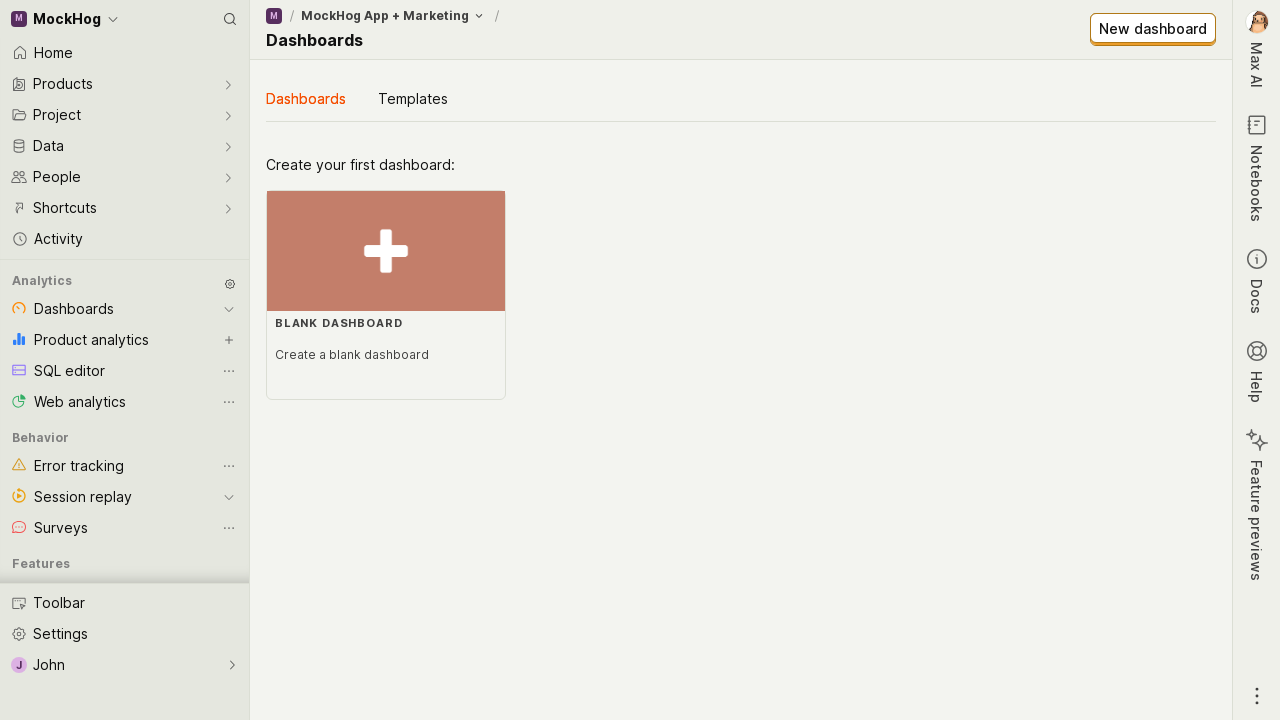 M MockHog
Home
Products
Project
Data
People
Shortcuts
Activity
Analytics
Dashboards
Product analytics
SQL editor
Web analytics
Behavior
Error tracking
Session replay
Surveys
Features
Toolbar
Settings
J John
M / MockHog App + Marketing /
Dashboards
New dashboard
Dashboards Templates
Create your first dashboard:
BLANK DASHBOARD
Create a blank dashboard
Max AI
Notebooks
Docs
Help
Feature previews